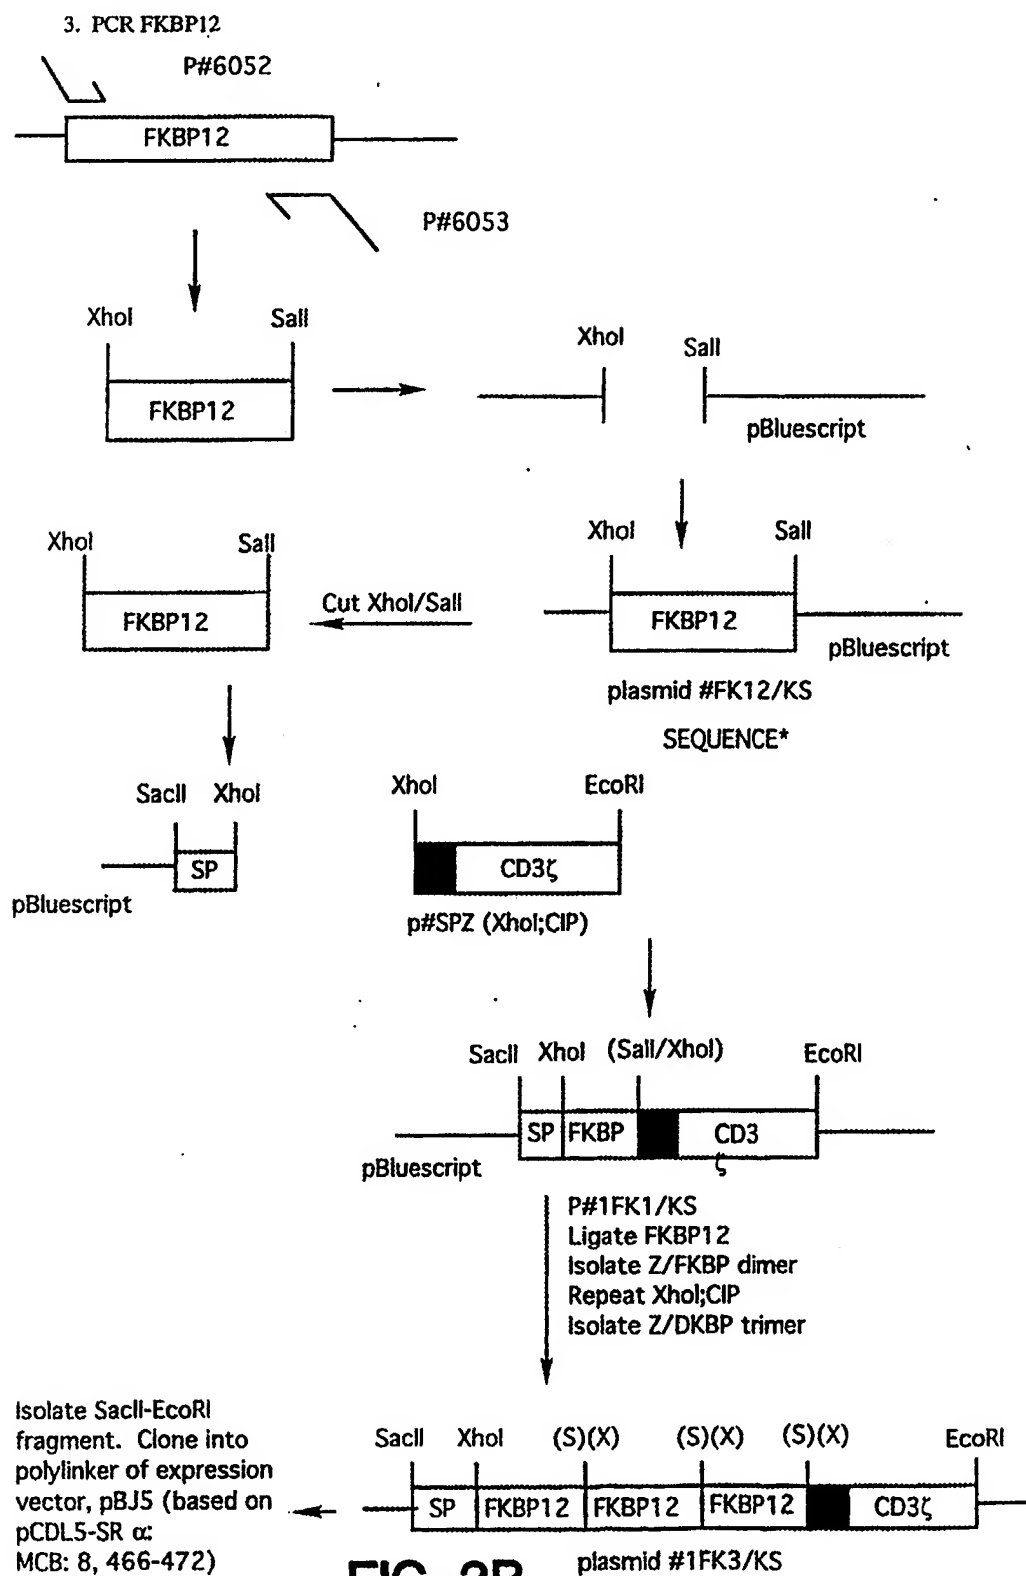 3. PCR FKBP12
P#6052
FKBP12
P#6053
XhoI SalI
FKBP12
XhoI SalI
pBluescript
XhoI SalI
FKBP12
Cut XhoI/SalI
XhoI SalI
FKBP12
pBluescript
plasmid #FK12/KS
SEQUENCE*
SacII XhoI
SP
pBluescript
XhoI EcoRI
CD3ζ
p#SPZ (XhoI;CIP)
SacII XhoI (SalI/XhoI) EcoRI
SP FKBP CD3
ζ
pBluescript
P#1FK1/KS
Ligate FKBP12
Isolate Z/FKBP dimer
Repeat XhoI;CIP
Isolate Z/DKBP trimer
Isolate SacII-EcoRI
fragment. Clone into
polylinker of expression
vector, pBJ5 (based on
pCDL5-SR α:
MCB: 8, 466-472)
SacII XhoI (S)(X) (S)(X) (S)(X) EcoRI
SP FKBP12 FKBP12 FKBP12 CD3ζ
plasmid #1FK3/KS